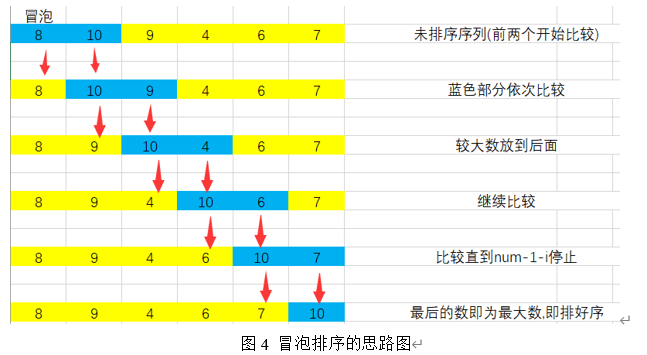 冒泡
8 10 9 4 6 7 未排序序列(前两个开始比较)
8 10 9 4 6 7 蓝色部分依次比较
8 9 10 4 6 7 较大数放到后面
8 9 4 10 6 7 继续比较
8 9 4 6 10 7 比较直到num-1-i停止
8 9 4 6 7 10 最后的数即为最大数,即排好序
图 4 冒泡排序的思路图